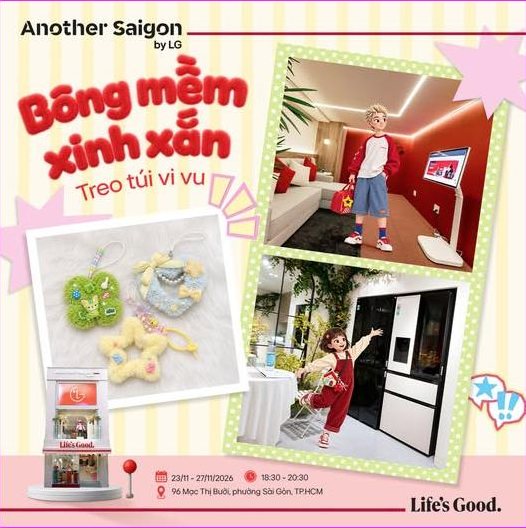 Another Saigon
by LG
Bông mềm
xinh xắn
Treo túi vi vu
LG
Life's Good.
23/11 - 27/11/2026 18:30 - 20:30
96 Mạc Thị Bưởi, phường Sài Gòn, TP.HCM
Life's Good.